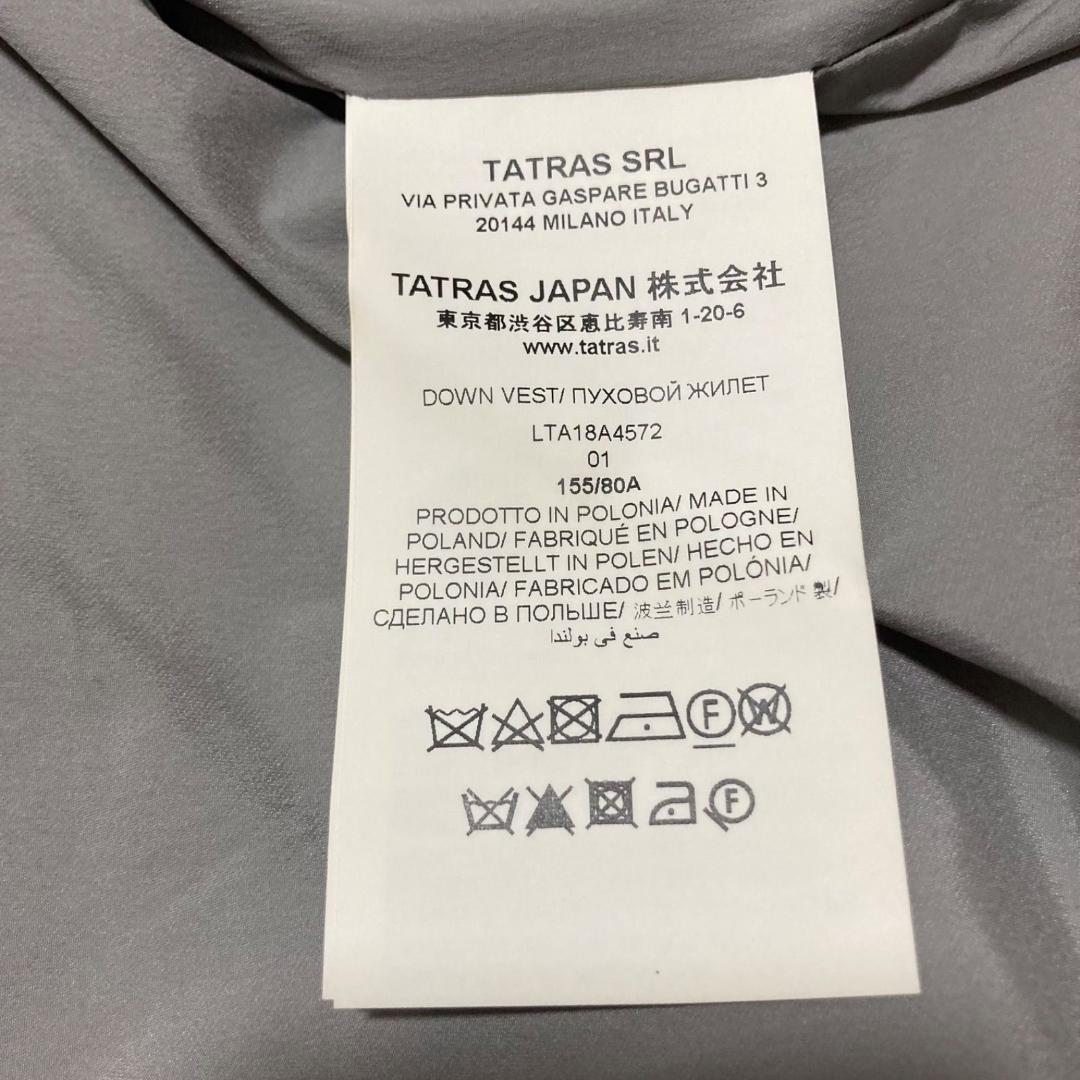 TATRAS SRL
VIA PRIVATA GASPARE BUGATTI 3
20144 MILANO ITALY
TATRAS JAPAN 株式会社
東京都渋谷区恵比寿南 1-20-6
www.tatras.it
DOWN VEST/ ПУХОВОЙ ЖИЛЕТ
LTA18A4572
01
155/80A
PRODOTTO IN POLONIA/ MADE IN
POLAND/ FABRIQUÉ EN POLOGNE/
HERGESTELLT IN POLEN/ HECHO EN
POLONIA/ FABRICADO EM POLÓNIA/
СДЕЛАНО В ПОЛЬШЕ/ 波兰制造/ ポーランド製/
صنع في بولندا
F W
F